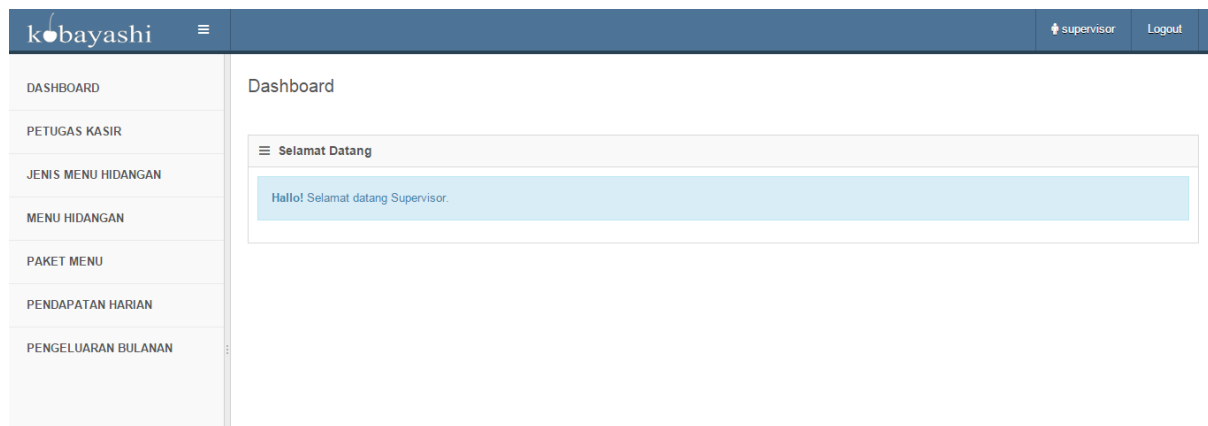 kobayashi
supervisor
Logout
DASHBOARD
PETUGAS KASIR
JENIS MENU HIDANGAN
MENU HIDANGAN
PAKET MENU
PENDAPATAN HARIAN
PENGELUARAN BULANAN
Dashboard
Selamat Datang
Hallo! Selamat datang Supervisor.